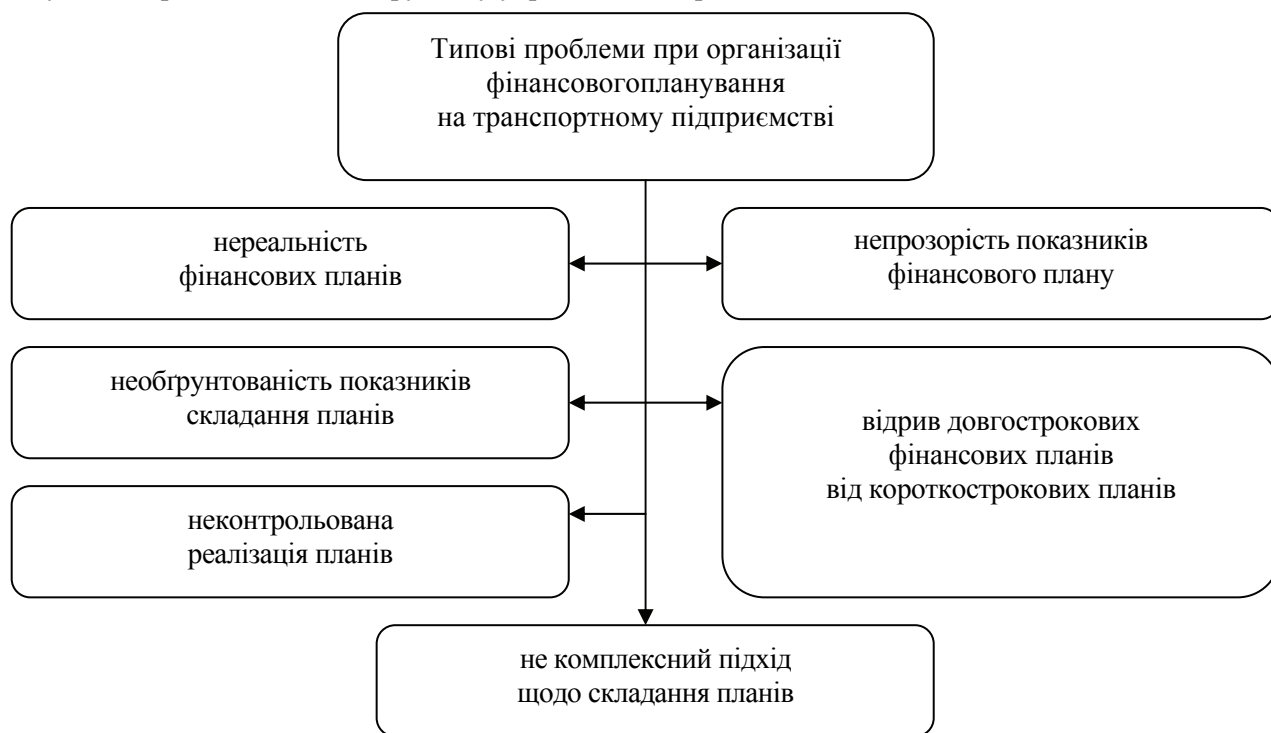 Типові проблеми при організації
фінансовогопланування
на транспортному підприємстві
нереальність
фінансових планів
непрозорість показників
фінансового плану
необґрунтованість показників
складання планів
відрив довгострокових
фінансових планів
від короткострокових планів
неконтрольована
реалізація планів
не комплексний підхід
щодо складання планів